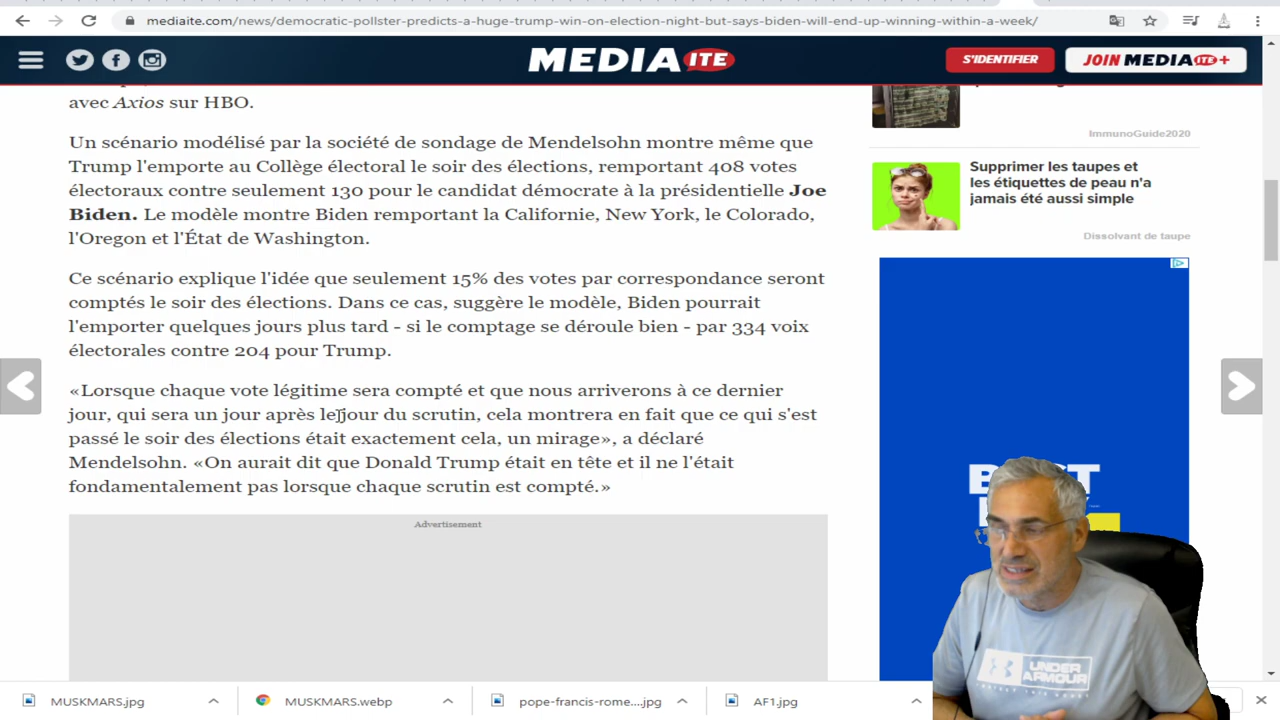 mediaite.com/news/democratic-pollster-predicts-a-huge-trump-win-on-election-night-but-says-biden-will-end-up-winning-within-a-week/
MEDIAITE
S'IDENTIFIER
JOIN MEDIAITE+
avec Axios sur HBO.
Un scénario modélisé par la société de sondage de Mendelsohn montre même que
Trump l'emporte au Collège électoral le soir des élections, remportant 408 votes
électoraux contre seulement 130 pour le candidat démocrate à la présidentielle Joe
Biden. Le modèle montre Biden remportant la Californie, New York, le Colorado,
l'Oregon et l'État de Washington.
Ce scénario explique l'idée que seulement 15% des votes par correspondance seront
comptés le soir des élections. Dans ce cas, suggère le modèle, Biden pourrait
l'emporter quelques jours plus tard - si le comptage se déroule bien - par 334 voix
électorales contre 204 pour Trump.
«Lorsque chaque vote légitime sera compté et que nous arriverons à ce dernier
jour, qui sera un jour après le jour du scrutin, cela montrera en fait que ce qui s'est
passé le soir des élections était exactement cela, un mirage», a déclaré
Mendelsohn. «On aurait dit que Donald Trump était en tête et il ne l'était
fondamentalement pas lorsque chaque scrutin est compté.»
Advertisement
ImmunoGuide2020
Supprimer les taupes et
les étiquettes de peau n'a
jamais été aussi simple
Dissolvant de taupe
UNDER
ARMOUR
MUSKMARS.jpg
MUSKMARS.webp
pope-francis-rome....jpg
AF1.jpg